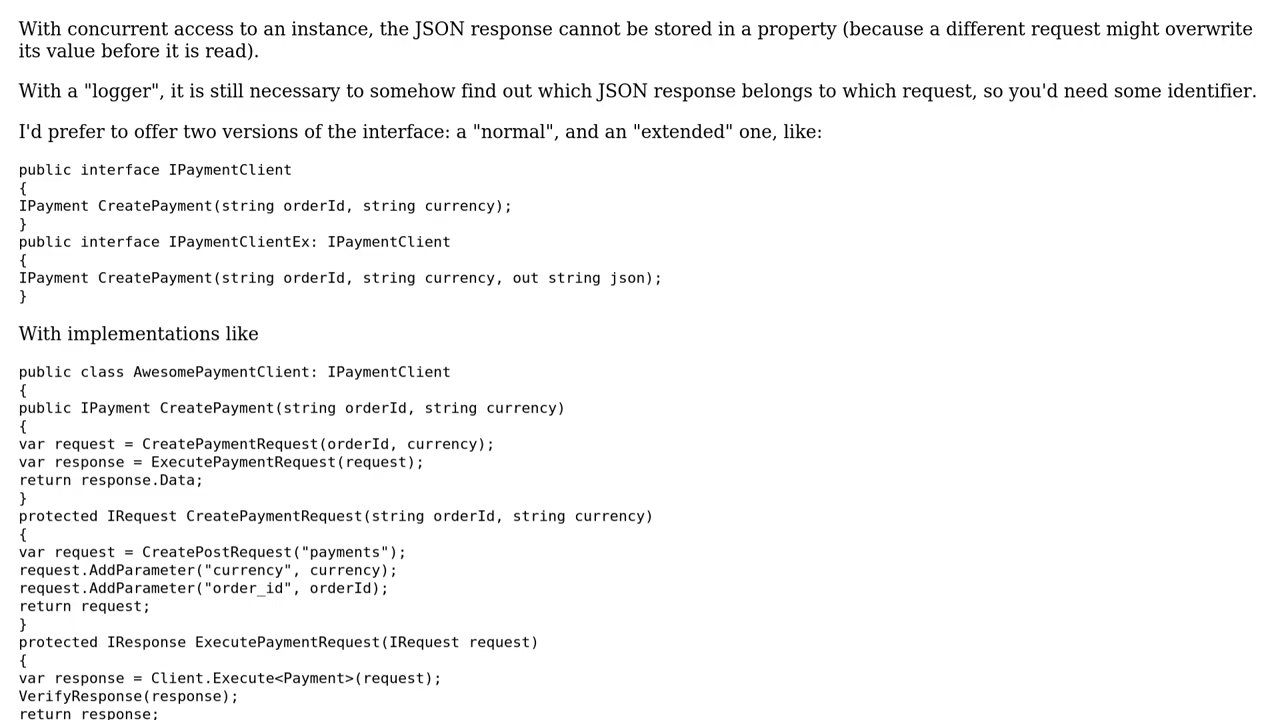 With concurrent access to an instance, the JSON response cannot be stored in a property (because a different request might overwrite
its value before it is read).
With a "logger", it is still necessary to somehow find out which JSON response belongs to which request, so you'd need some identifier.
I'd prefer to offer two versions of the interface: a "normal", and an "extended" one, like:
public interface IPaymentClient
{
IPayment CreatePayment(string orderId, string currency);
}
public interface IPaymentClientEx: IPaymentClient
{
IPayment CreatePayment(string orderId, string currency, out string json);
}
With implementations like
public class AwesomePaymentClient: IPaymentClient
{
public IPayment CreatePayment(string orderId, string currency)
{
var request = CreatePaymentRequest(orderId, currency);
var response = ExecutePaymentRequest(request);
return response.Data;
}
protected IRequest CreatePaymentRequest(string orderId, string currency)
{
var request = CreatePostRequest("payments");
request.AddParameter("currency", currency);
request.AddParameter("order_id", orderId);
return request;
}
protected IResponse ExecutePaymentRequest(IRequest request)
{
var response = Client.Execute<Payment>(request);
VerifyResponse(response);
return response;